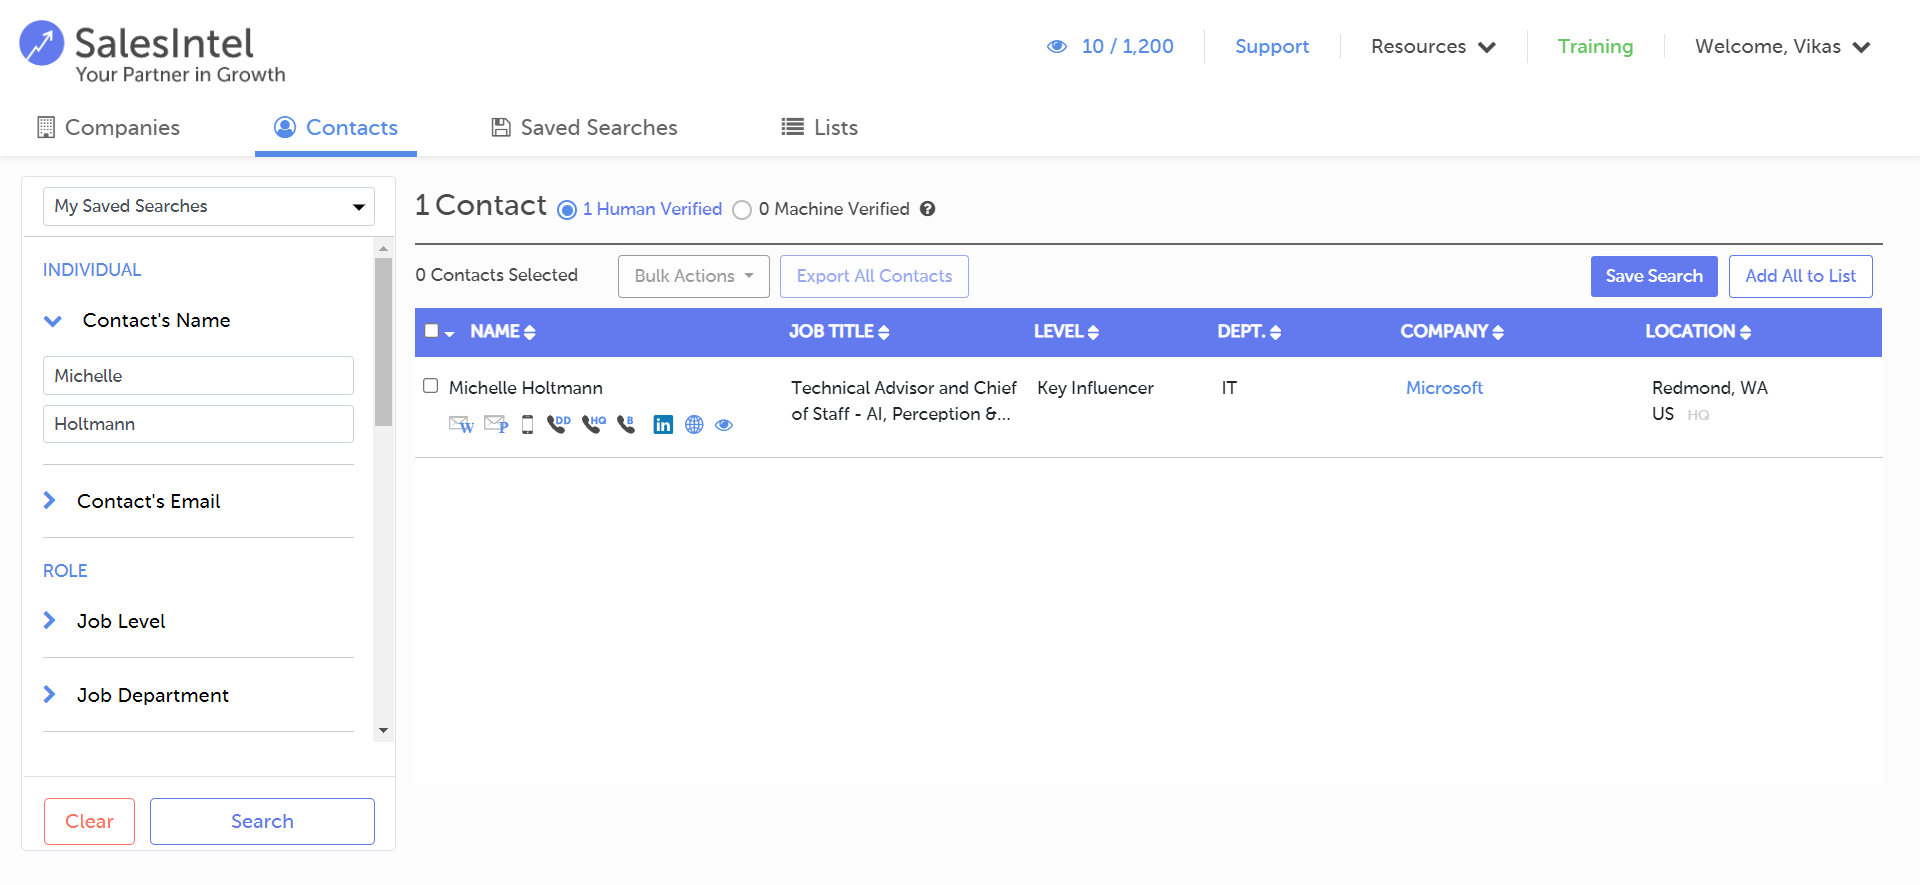 SalesIntel
Your Partner in Growth
10 / 1,200
Support
Resources
Training
Welcome, Vikas
Companies
Contacts
Saved Searches
Lists
My Saved Searches
INDIVIDUAL
Contact's Name
Michelle
Holtmann
Contact's Email
ROLE
Job Level
Job Department
Clear
Search
1 Contact
1 Human Verified
0 Machine Verified
?
0 Contacts Selected
Bulk Actions
Export All Contacts
Save Search
Add All to List
NAME
JOB TITLE
LEVEL
DEPT.
COMPANY
LOCATION
Michelle Holtmann
W
P
DD
HQ
B
in
Technical Advisor and Chief
of Staff - AI, Perception &...
Key Influencer
IT
Microsoft
Redmond, WA
US HQ